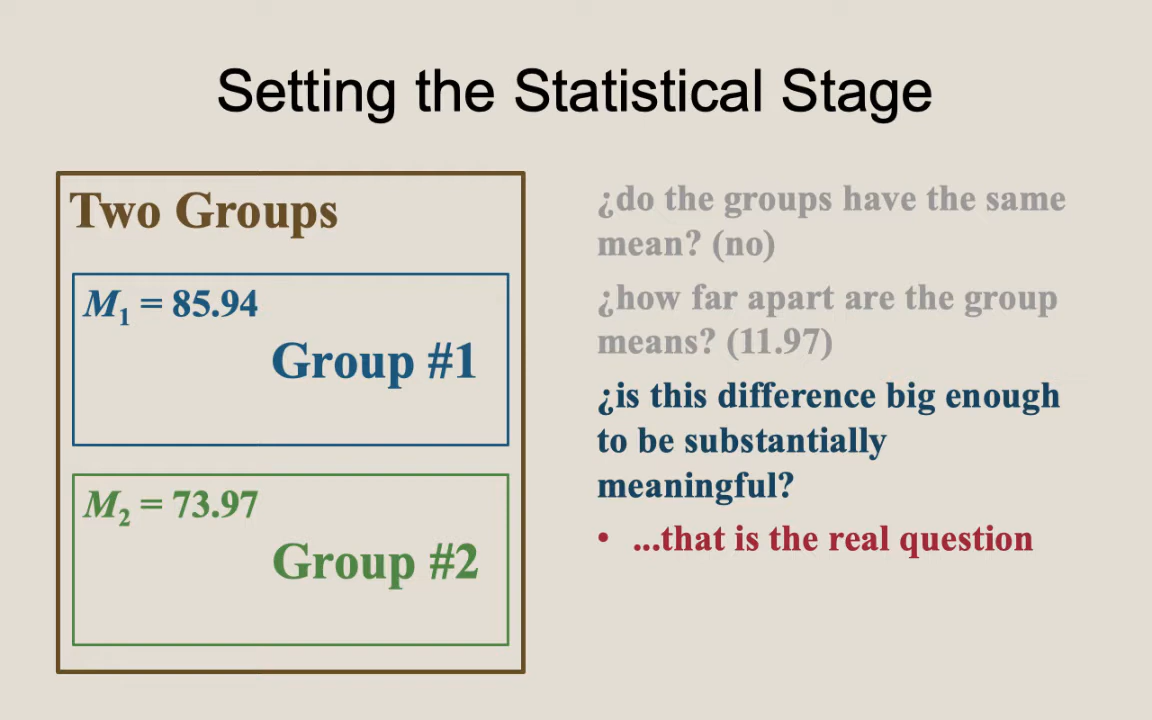 Setting the Statistical Stage
Two Groups
M1 = 85.94
Group #1
M2 = 73.97
Group #2
¿do the groups have the same
mean? (no)
¿how far apart are the group
means? (11.97)
¿is this difference big enough
to be substantially
meaningful?
• ...that is the real question